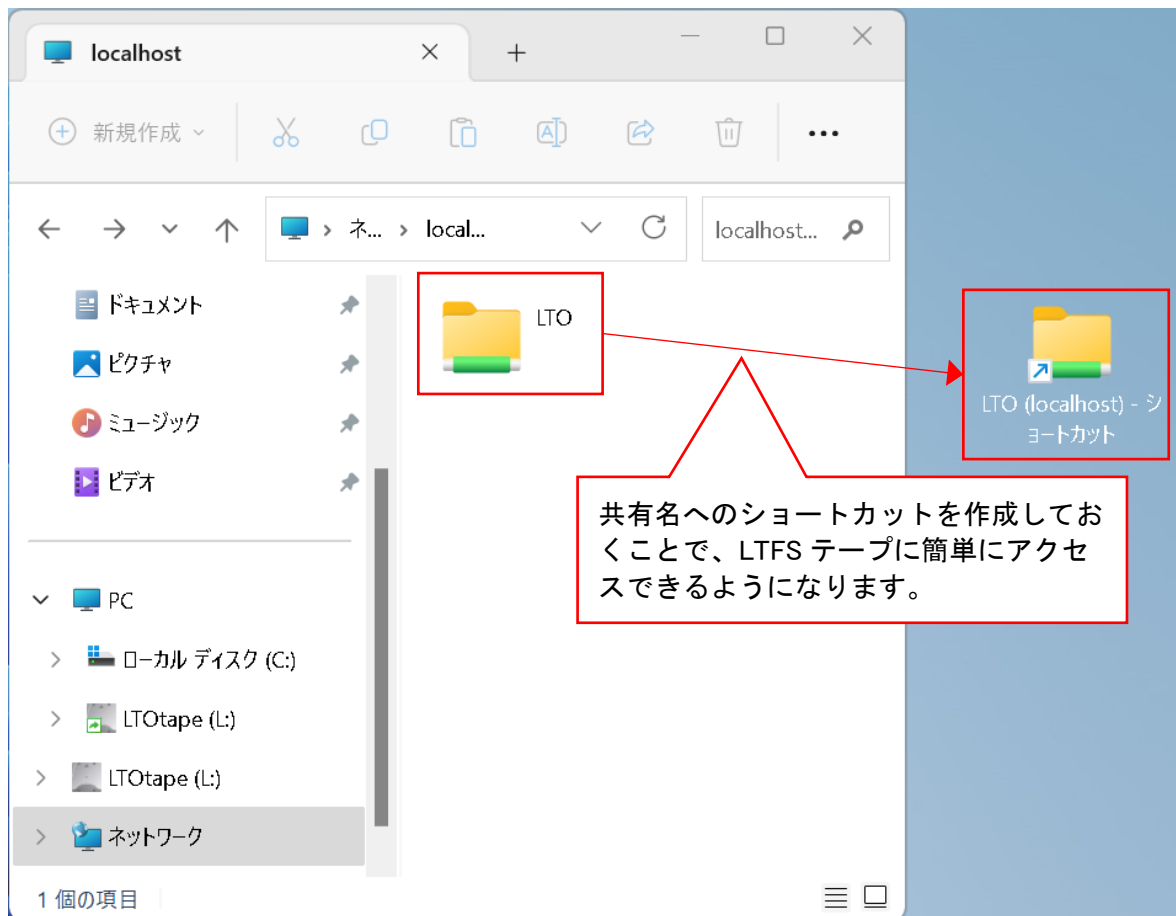 localhost
新規作成
ネ... › local...
localhost...
ドキュメント
ピクチャ
ミュージック
ビデオ
PC
ローカル ディスク (C:)
LTOtape (L:)
LTOtape (L:)
ネットワーク
1 個の項目
LTO
LTO (localhost) - シ
ョートカット
共有名へのショートカットを作成してお
くことで、LTFS テープに簡単にアクセ
スできるようになります。